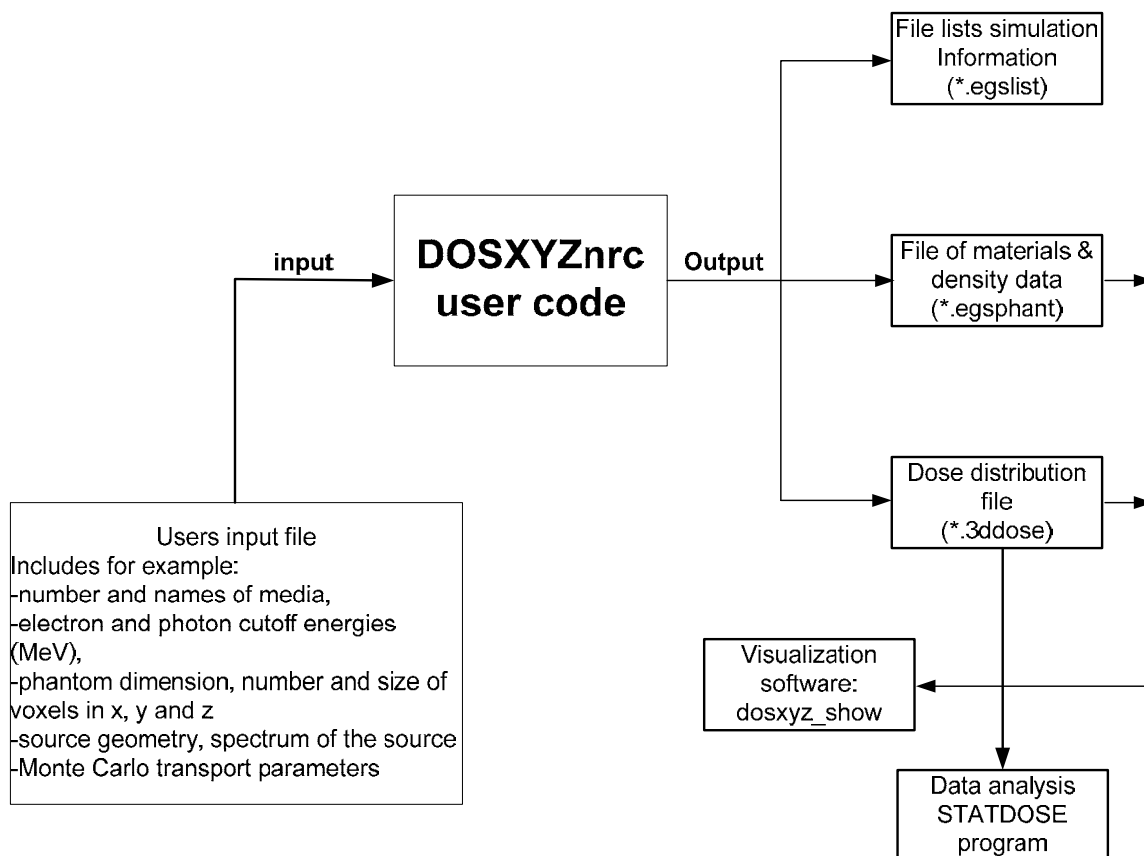 File lists simulation
Information
(*.egslist)
DOSXYZnrc
user code
input
Output
File of materials &
density data
(*.egsphant)
Dose distribution
file
(*.3ddose)
Users input file
Includes for example:
-number and names of media,
-electron and photon cutoff energies
(MeV),
-phantom dimension, number and size of
voxels in x, y and z
-source geometry, spectrum of the source
-Monte Carlo transport parameters
Visualization
software:
dosxyz_show
Data analysis
STATDOSE
program